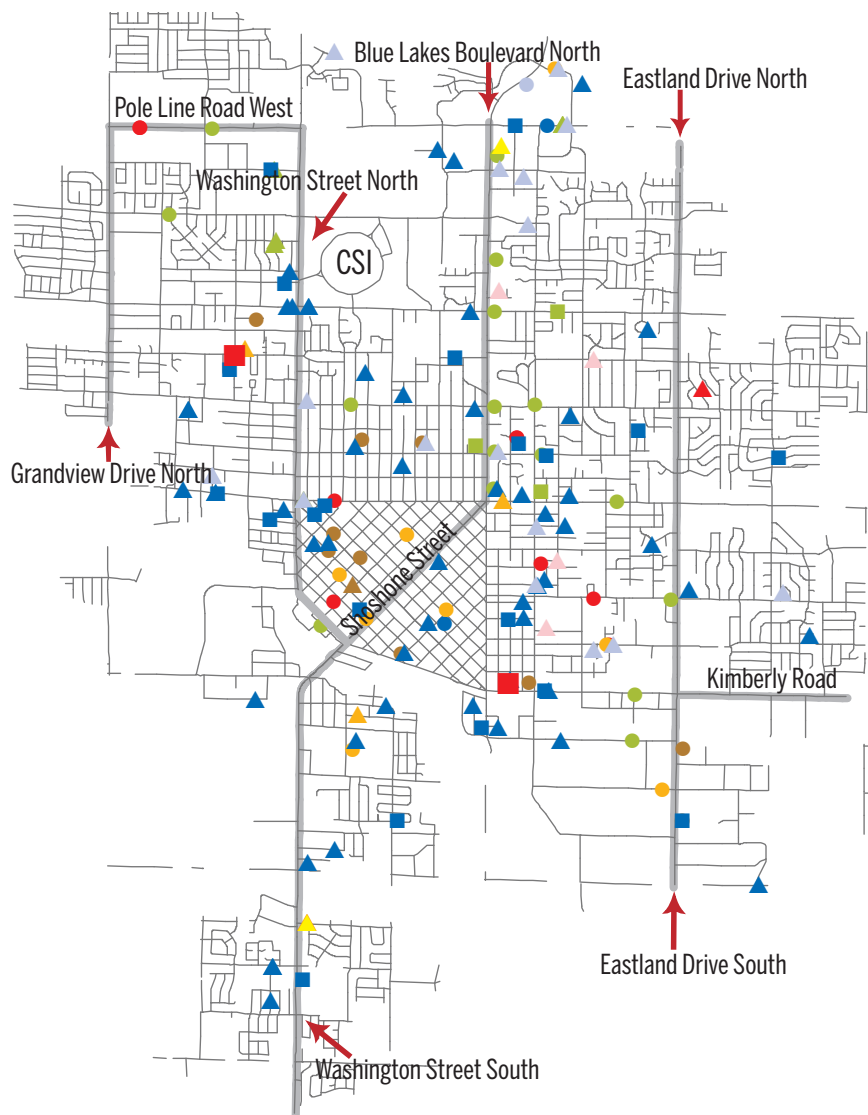 Blue Lakes Boulevard North
Eastland Drive North
Pole Line Road West
Washington Street North
CSI
Grandview Drive North
Shoshone Street
Kimberly Road
Eastland Drive South
Washington Street South